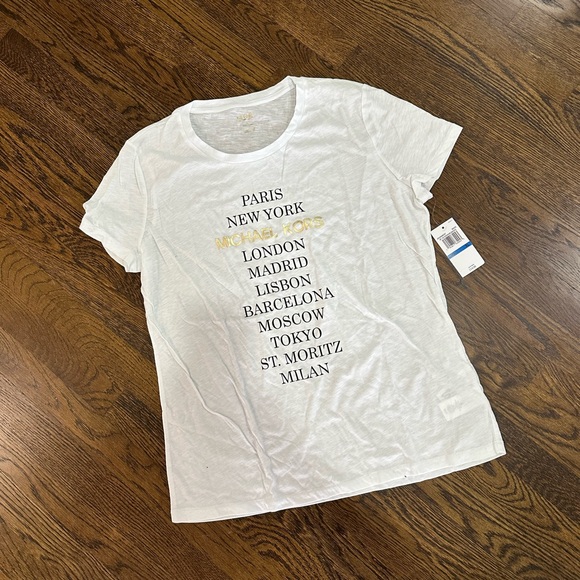 PARIS
NEW YORK
MICHAEL KORS
LONDON
MADRID
LISBON
BARCELONA
MOSCOW
TOKYO
ST. MORITZ
MILAN